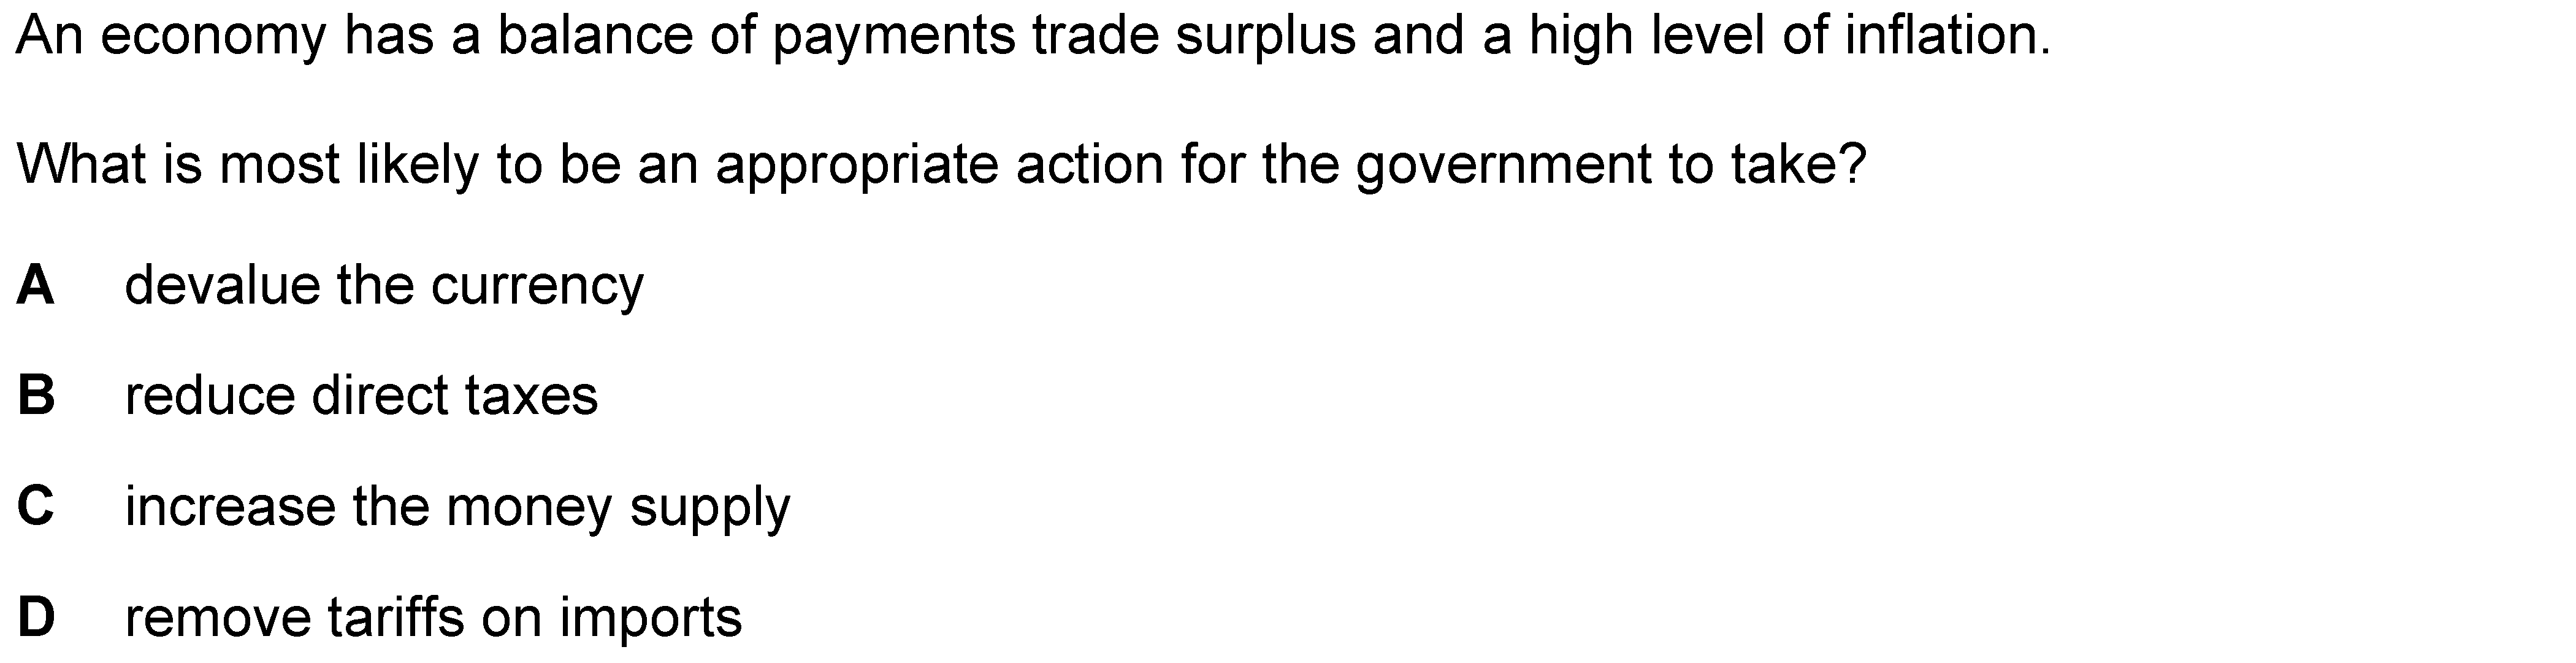 An economy has a balance of payments trade surplus and a high level of inflation.
What is most likely to be an appropriate action for the government to take?
A devalue the currency
B reduce direct taxes
C increase the money supply
D remove tariffs on imports